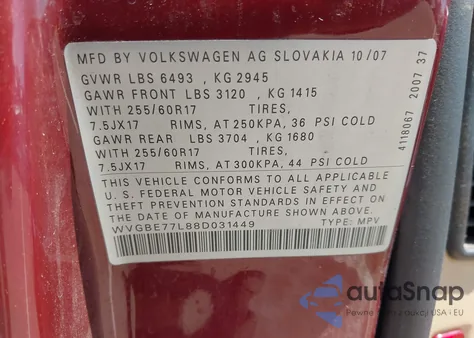 MFD BY VOLKSWAGEN AG SLOVAKIA 10/07
GVWR LBS 6493 , KG 2945
GAWR FRONT LBS 3120 , KG 1415
WITH 255/60R17 TIRES,
7.5JX17 RIMS, AT 250KPA, 36 PSI COLD
GAWR REAR LBS 3704 , KG 1680
WITH 255/60R17 TIRES,
7.5JX17 RIMS, AT 300KPA, 44 PSI COLD
THIS VEHICLE CONFORMS TO ALL APPLICABLE
U.S. FEDERAL MOTOR VEHICLE SAFETY AND
THEFT PREVENTION STANDARDS IN EFFECT ON
THE DATE OF MANUFACTURE SHOWN ABOVE.
WVGBE77L88D031449 TYPE: MPV
4118067 2007 37
autoSnap
Pewne auta z USA i EU